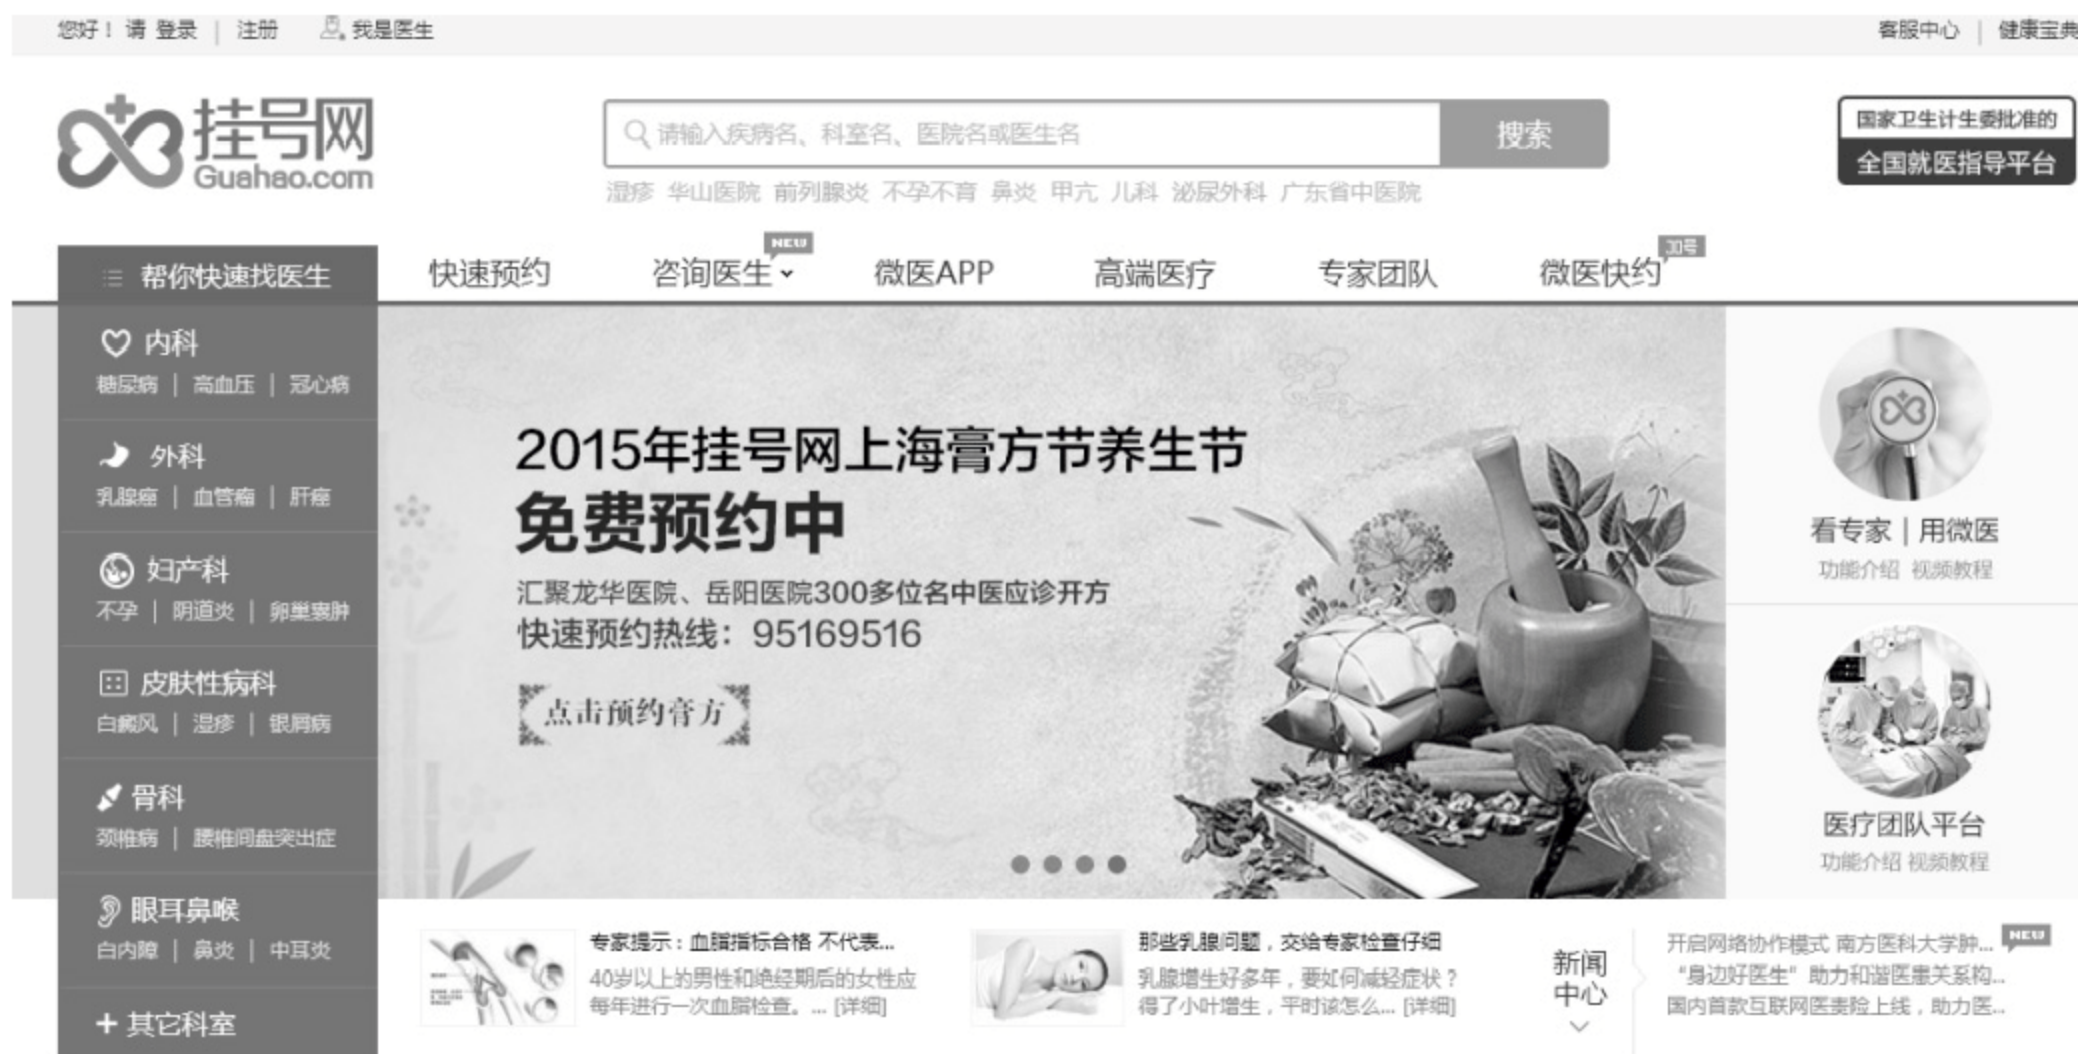 您好！请 登录 | 注册 我是医生
客服中心 | 健康宝典
挂号网
Guahao.com
请输入疾病名、科室名、医院名或医生名
搜索
湿疹 华山医院 前列腺炎 不孕不育 鼻炎 甲亢 儿科 泌尿外科 广东省中医院
国家卫生计生委批准的
全国就医指导平台
帮你快速找医生
快速预约 咨询医生 NEW 微医APP 高端医疗 专家团队 微医快约
内科
糖尿病 | 高血压 | 冠心病
外科
乳腺癌 | 血管瘤 | 肝癌
妇产科
不孕 | 阴道炎 | 卵巢囊肿
皮肤性病科
白癜风 | 湿疹 | 银屑病
骨科
颈椎病 | 腰椎间盘突出症
眼耳鼻喉
白内障 | 鼻炎 | 中耳炎
+ 其它科室
2015年挂号网上海膏方节养生节
免费预约中
汇聚龙华医院、岳阳医院300多位名中医应诊开方
快速预约热线：95169516
点击预约膏方
看专家 | 用微医
功能介绍 视频教程
医疗团队平台
功能介绍 视频教程
专家提示：血脂指标合格 不代表...
40岁以上的男性和绝经期后的女性应
每年进行一次血脂检查。... [详细]
那些乳腺问题，交给专家检查仔细
乳腺增生好多年，要如何减轻症状？
得了小叶增生，平时该怎么... [详细]
新闻
中心
开启网络协作模式 南方医科大学肿... NEW
“身边好医生”助力和谐医患关系构...
国内首款互联网医责险上线，助力医...